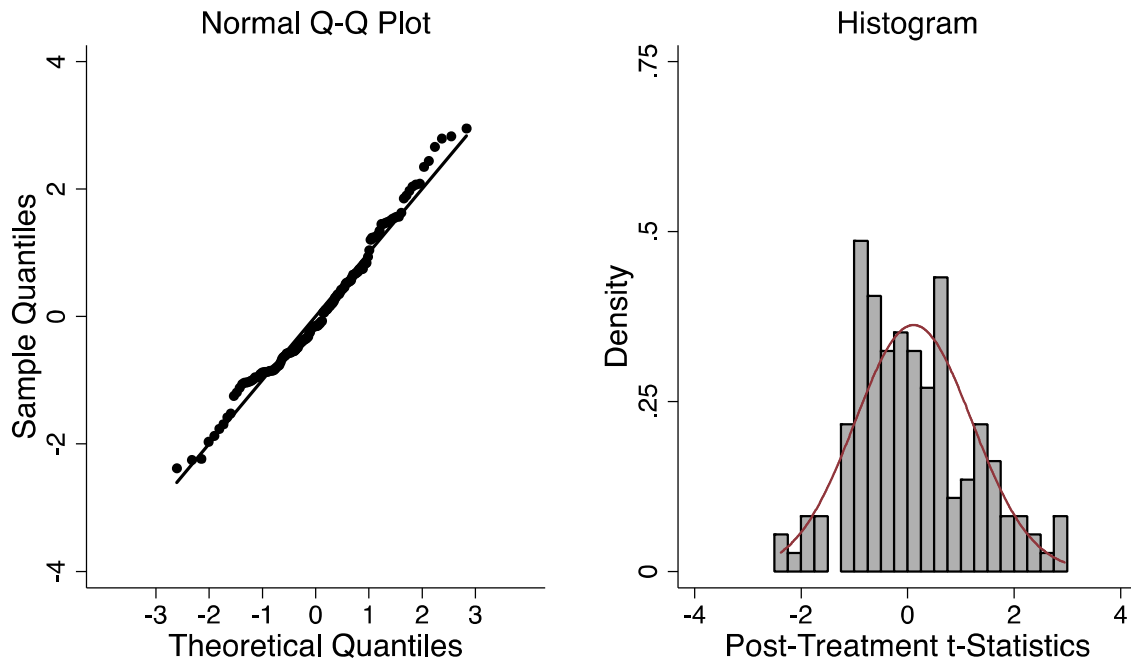 Normal Q-Q Plot
Sample Quantiles
4
2
0
-2
-4
-3 -2 -1 0 1 2 3
Theoretical Quantiles
Histogram
Density
.75
.5
.25
0
-4 -2 0 2 4
Post-Treatment t-Statistics